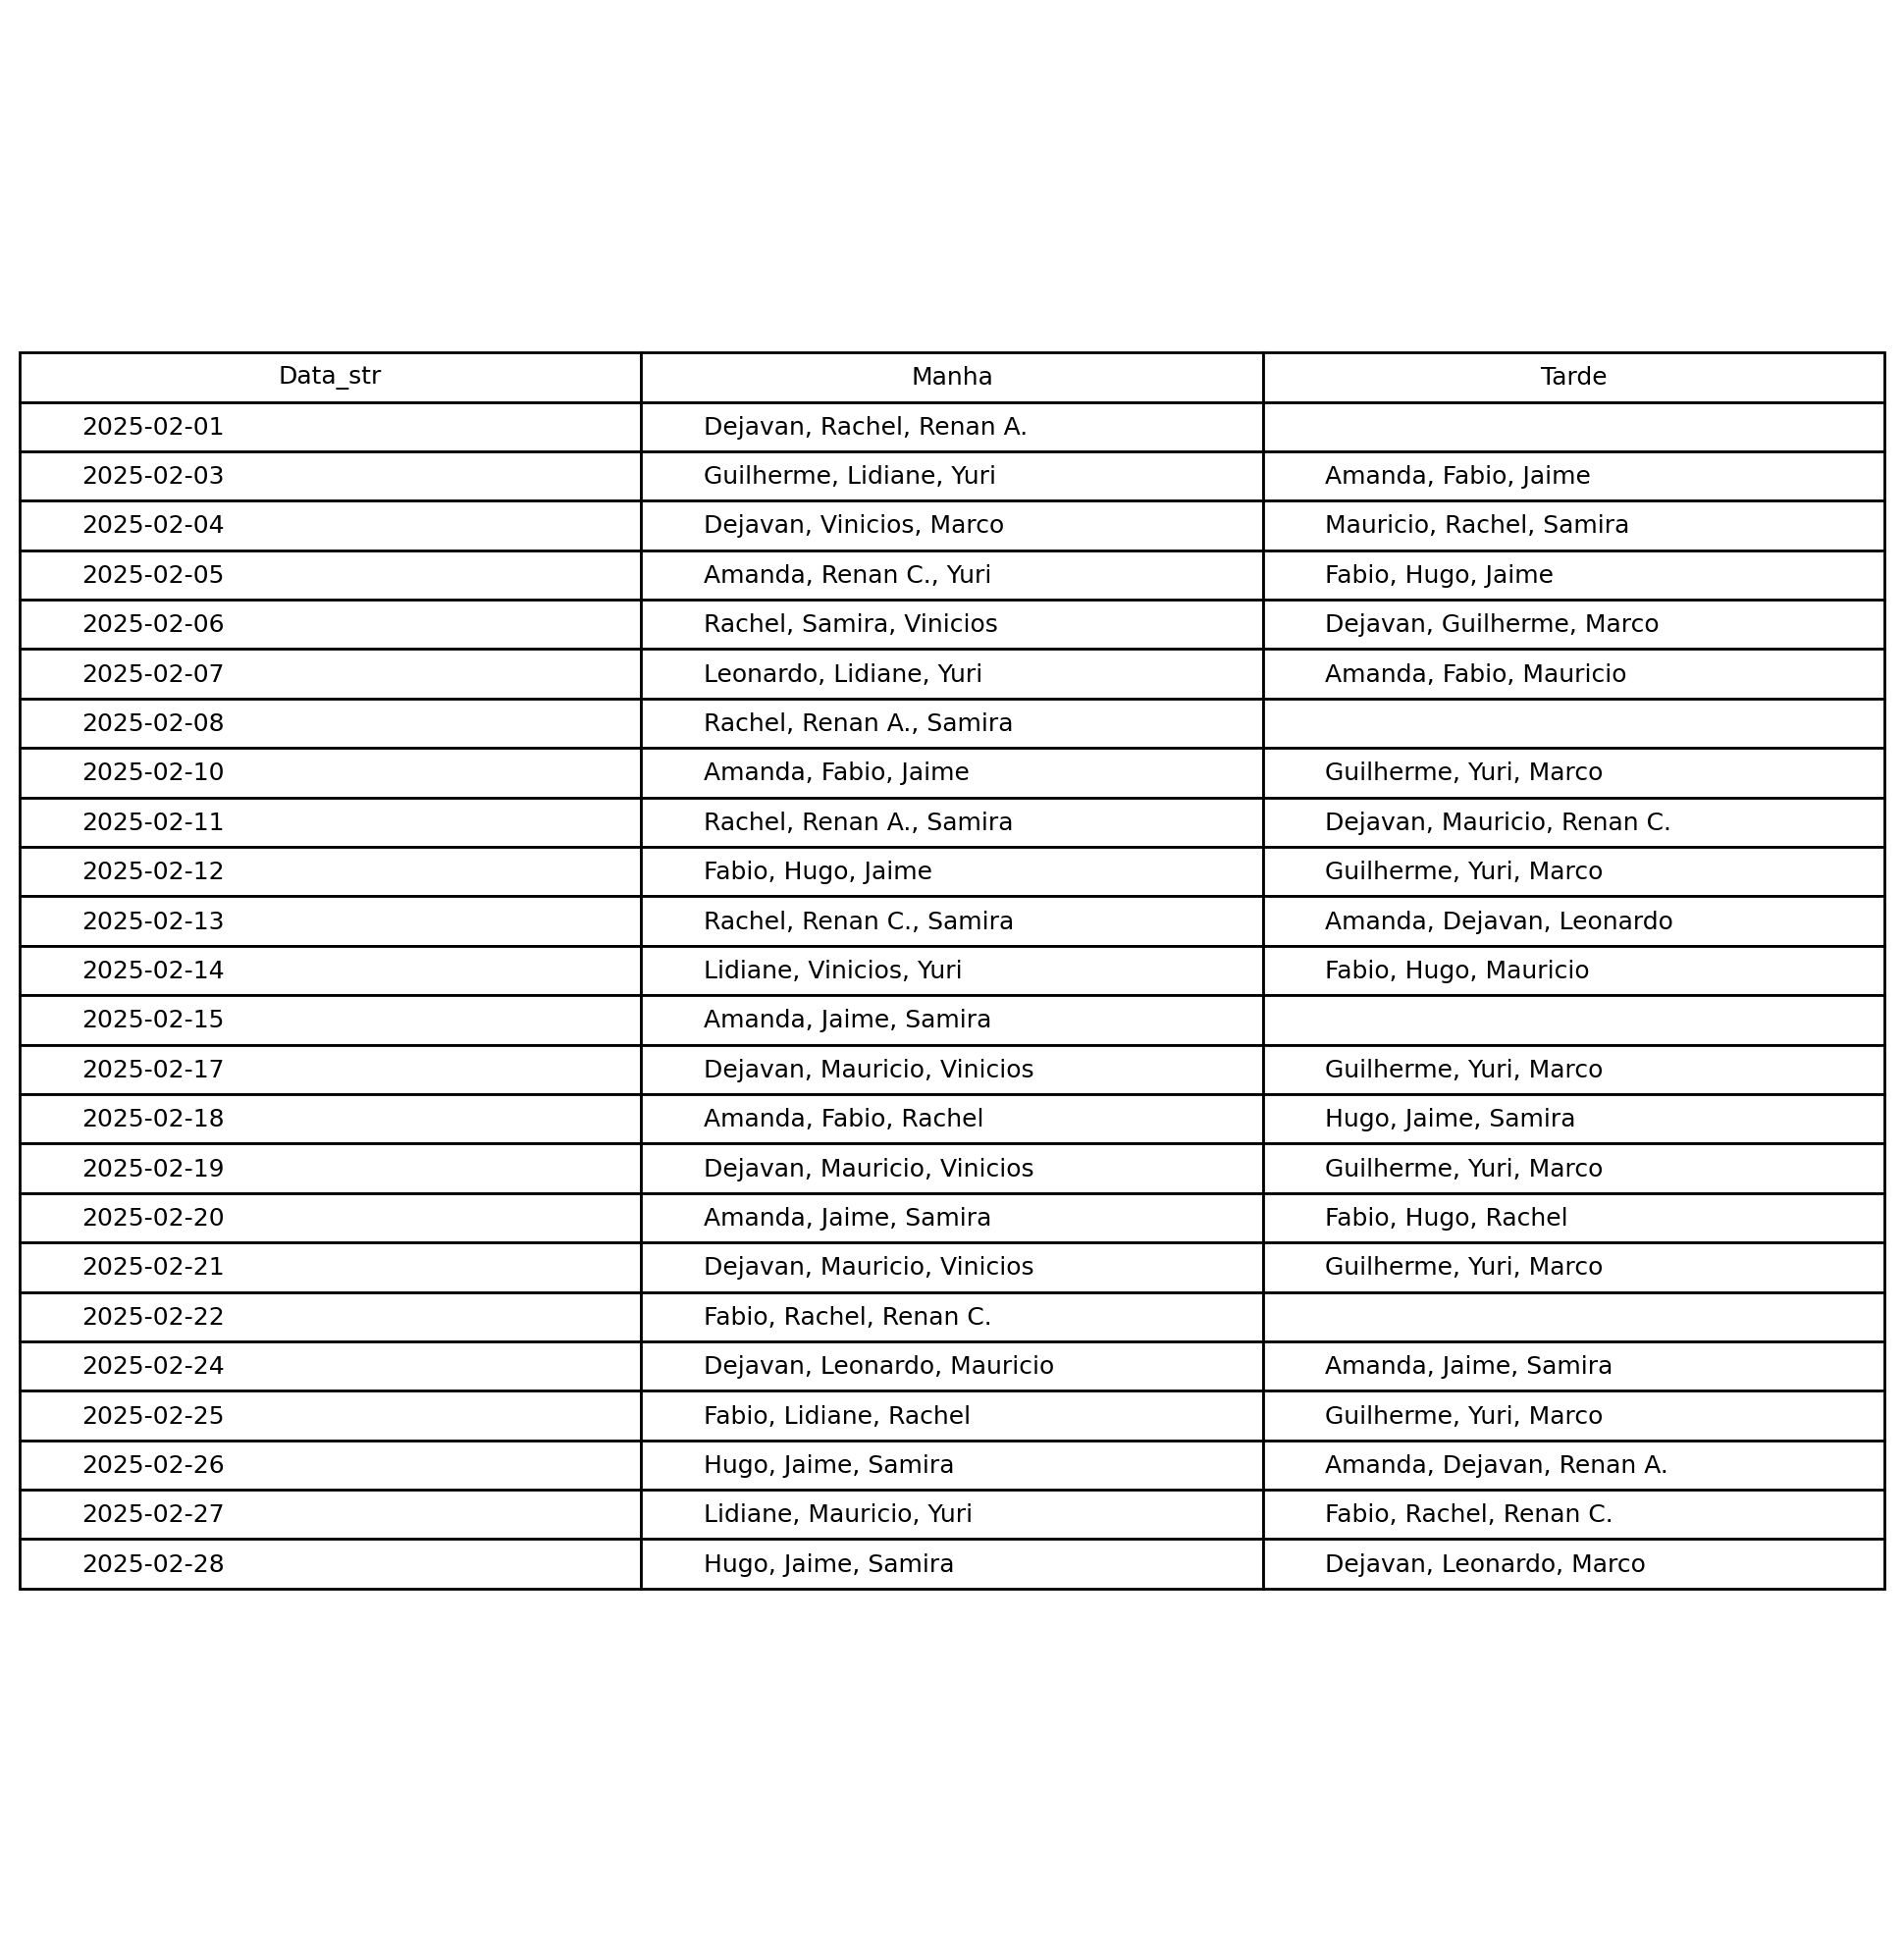 Data_str Manha Tarde
2025-02-01 Dejavan, Rachel, Renan A.
2025-02-03 Guilherme, Lidiane, Yuri Amanda, Fabio, Jaime
2025-02-04 Dejavan, Vinicios, Marco Mauricio, Rachel, Samira
2025-02-05 Amanda, Renan C., Yuri Fabio, Hugo, Jaime
2025-02-06 Rachel, Samira, Vinicios Dejavan, Guilherme, Marco
2025-02-07 Leonardo, Lidiane, Yuri Amanda, Fabio, Mauricio
2025-02-08 Rachel, Renan A., Samira
2025-02-10 Amanda, Fabio, Jaime Guilherme, Yuri, Marco
2025-02-11 Rachel, Renan A., Samira Dejavan, Mauricio, Renan C.
2025-02-12 Fabio, Hugo, Jaime Guilherme, Yuri, Marco
2025-02-13 Rachel, Renan C., Samira Amanda, Dejavan, Leonardo
2025-02-14 Lidiane, Vinicios, Yuri Fabio, Hugo, Mauricio
2025-02-15 Amanda, Jaime, Samira
2025-02-17 Dejavan, Mauricio, Vinicios Guilherme, Yuri, Marco
2025-02-18 Amanda, Fabio, Rachel Hugo, Jaime, Samira
2025-02-19 Dejavan, Mauricio, Vinicios Guilherme, Yuri, Marco
2025-02-20 Amanda, Jaime, Samira Fabio, Hugo, Rachel
2025-02-21 Dejavan, Mauricio, Vinicios Guilherme, Yuri, Marco
2025-02-22 Fabio, Rachel, Renan C.
2025-02-24 Dejavan, Leonardo, Mauricio Amanda, Jaime, Samira
2025-02-25 Fabio, Lidiane, Rachel Guilherme, Yuri, Marco
2025-02-26 Hugo, Jaime, Samira Amanda, Dejavan, Renan A.
2025-02-27 Lidiane, Mauricio, Yuri Fabio, Rachel, Renan C.
2025-02-28 Hugo, Jaime, Samira Dejavan, Leonardo, Marco